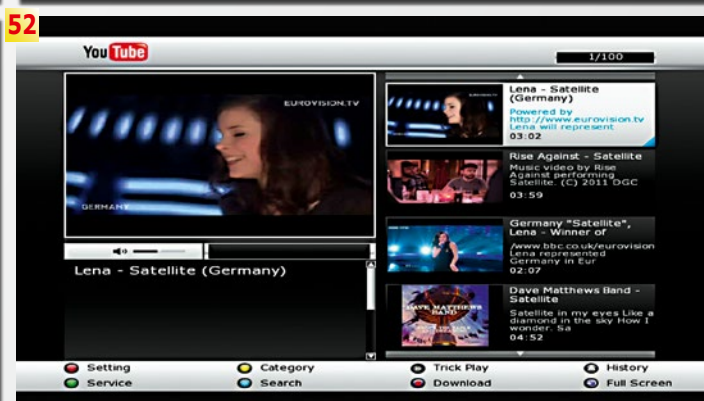 52
YouTube
1/100
EUROVISION.TV
GERMANY
Lena - Satellite (Germany)
Lena - Satellite
(Germany)
Powered by
http://www.eurovision.tv
Lena will represent
03:02
Rise Against - Satellite
Music video by Rise
Against performing
Satellite. (C) 2011 DGC
03:59
Germany "Satellite",
Lena - Winner of
/www.bbc.co.uk/eurovision
Lena represented
Germany in Eur
02:07
DAVE MATTHEWS
BAND
Dave Matthews Band -
Satellite
Satellite in my eyes Like a
diamond in the sky How I
wonder. Sa
04:52
Setting
Category
Trick Play
History
Service
Search
Download
Full Screen